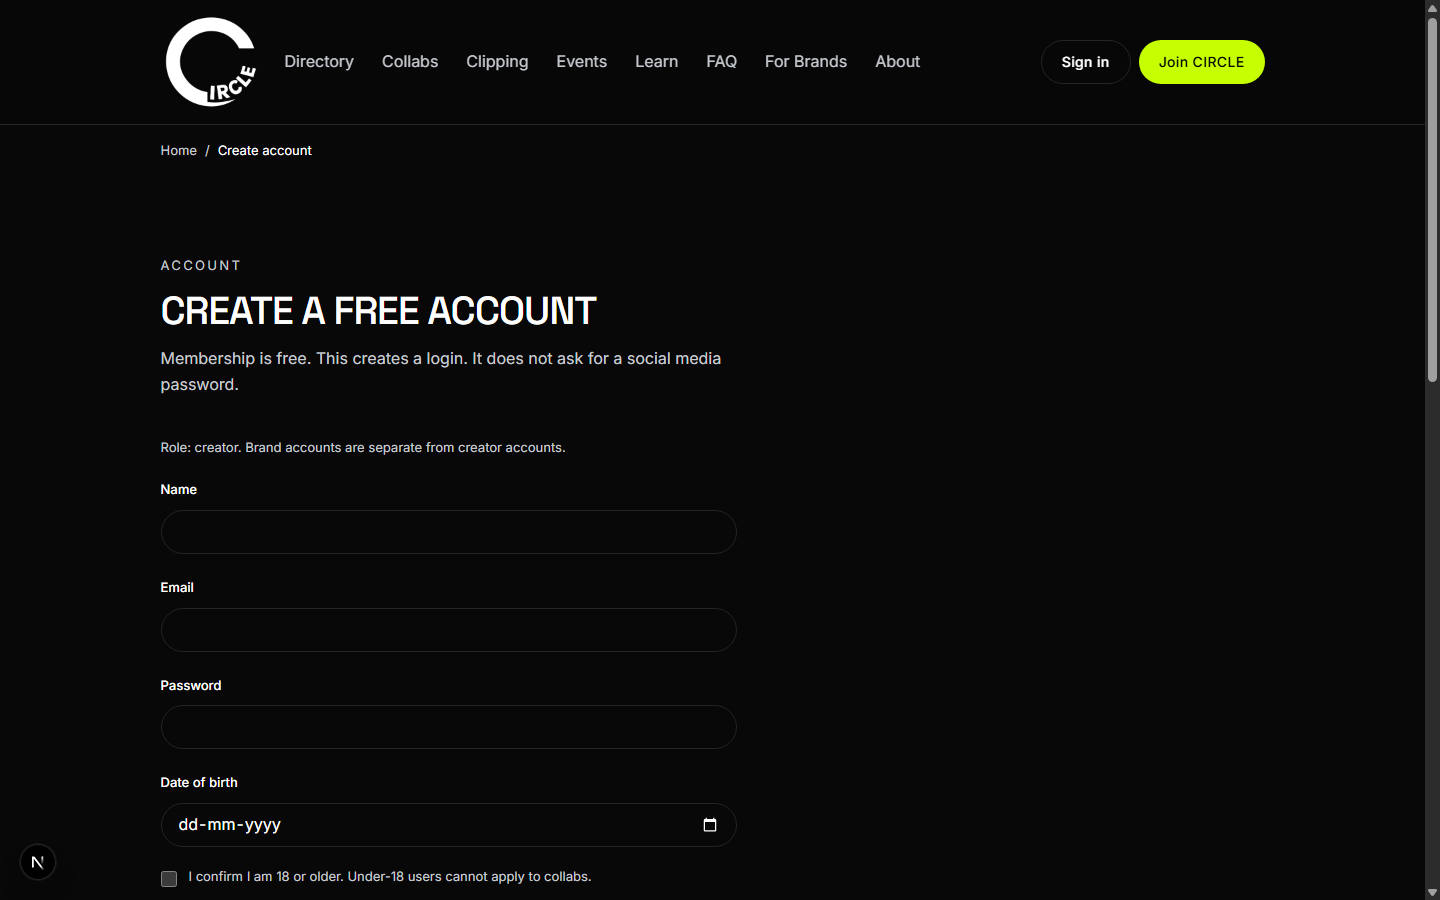 CIRCLE
Directory
Collabs
Clipping
Events
Learn
FAQ
For Brands
About
Sign in
Join CIRCLE
Home / Create account
ACCOUNT
CREATE A FREE ACCOUNT
Membership is free. This creates a login. It does not ask for a social media
password.
Role: creator. Brand accounts are separate from creator accounts.
Name
Email
Password
Date of birth
dd-mm-yyyy
I confirm I am 18 or older. Under-18 users cannot apply to collabs.
N